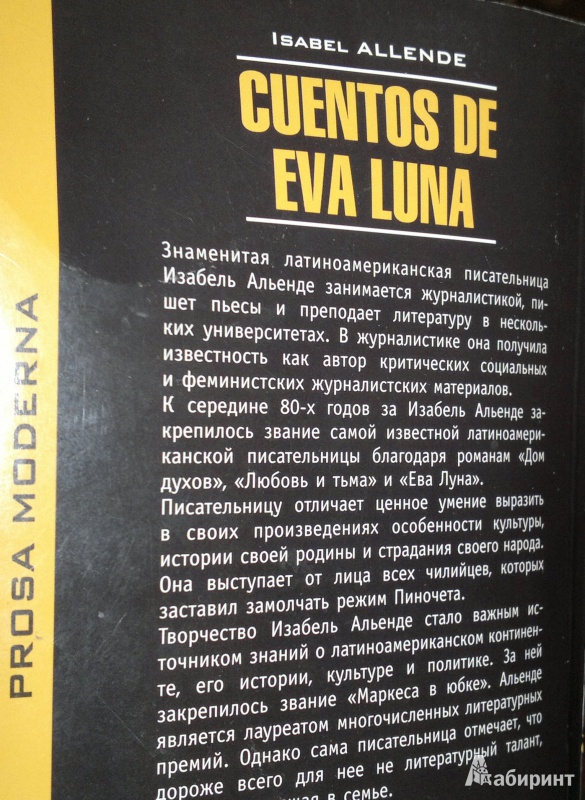 ISABEL ALLENDE
CUENTOS DE
EVA LUNA
PROSA MODERNA
Знаменитая латиноамериканская писательница
Изабель Альенде занимается журналистикой, пи-
шет пьесы и преподает литературу в несколь-
ких университетах. В журналистике она получила
известность как автор критических социальных
и феминистских журналистских материалов.
К середине 80-х годов за Изабель Альенде за-
крепилось звание самой известной латиноамери-
канской писательницы благодаря романам «Дом
духов», «Любовь и тьма» и «Ева Луна».
Писательницу отличает ценное умение выразить
в своих произведениях особенности культуры,
истории своей родины и страдания своего народа.
Она выступает от лица всех чилийцев, которых
заставил замолчать режим Пиночета.
Творчество Изабель Альенде стало важным ис-
точником знаний о латиноамериканском континен-
те, его истории, культуре и политике. За ней
закрепилось звание «Маркеса в юбке». Альенде
является лауреатом многочисленных литературных
премий. Однако сама писательница отмечает, что
дороже всего для нее не литературный талант,
в семье.
Лабиринт